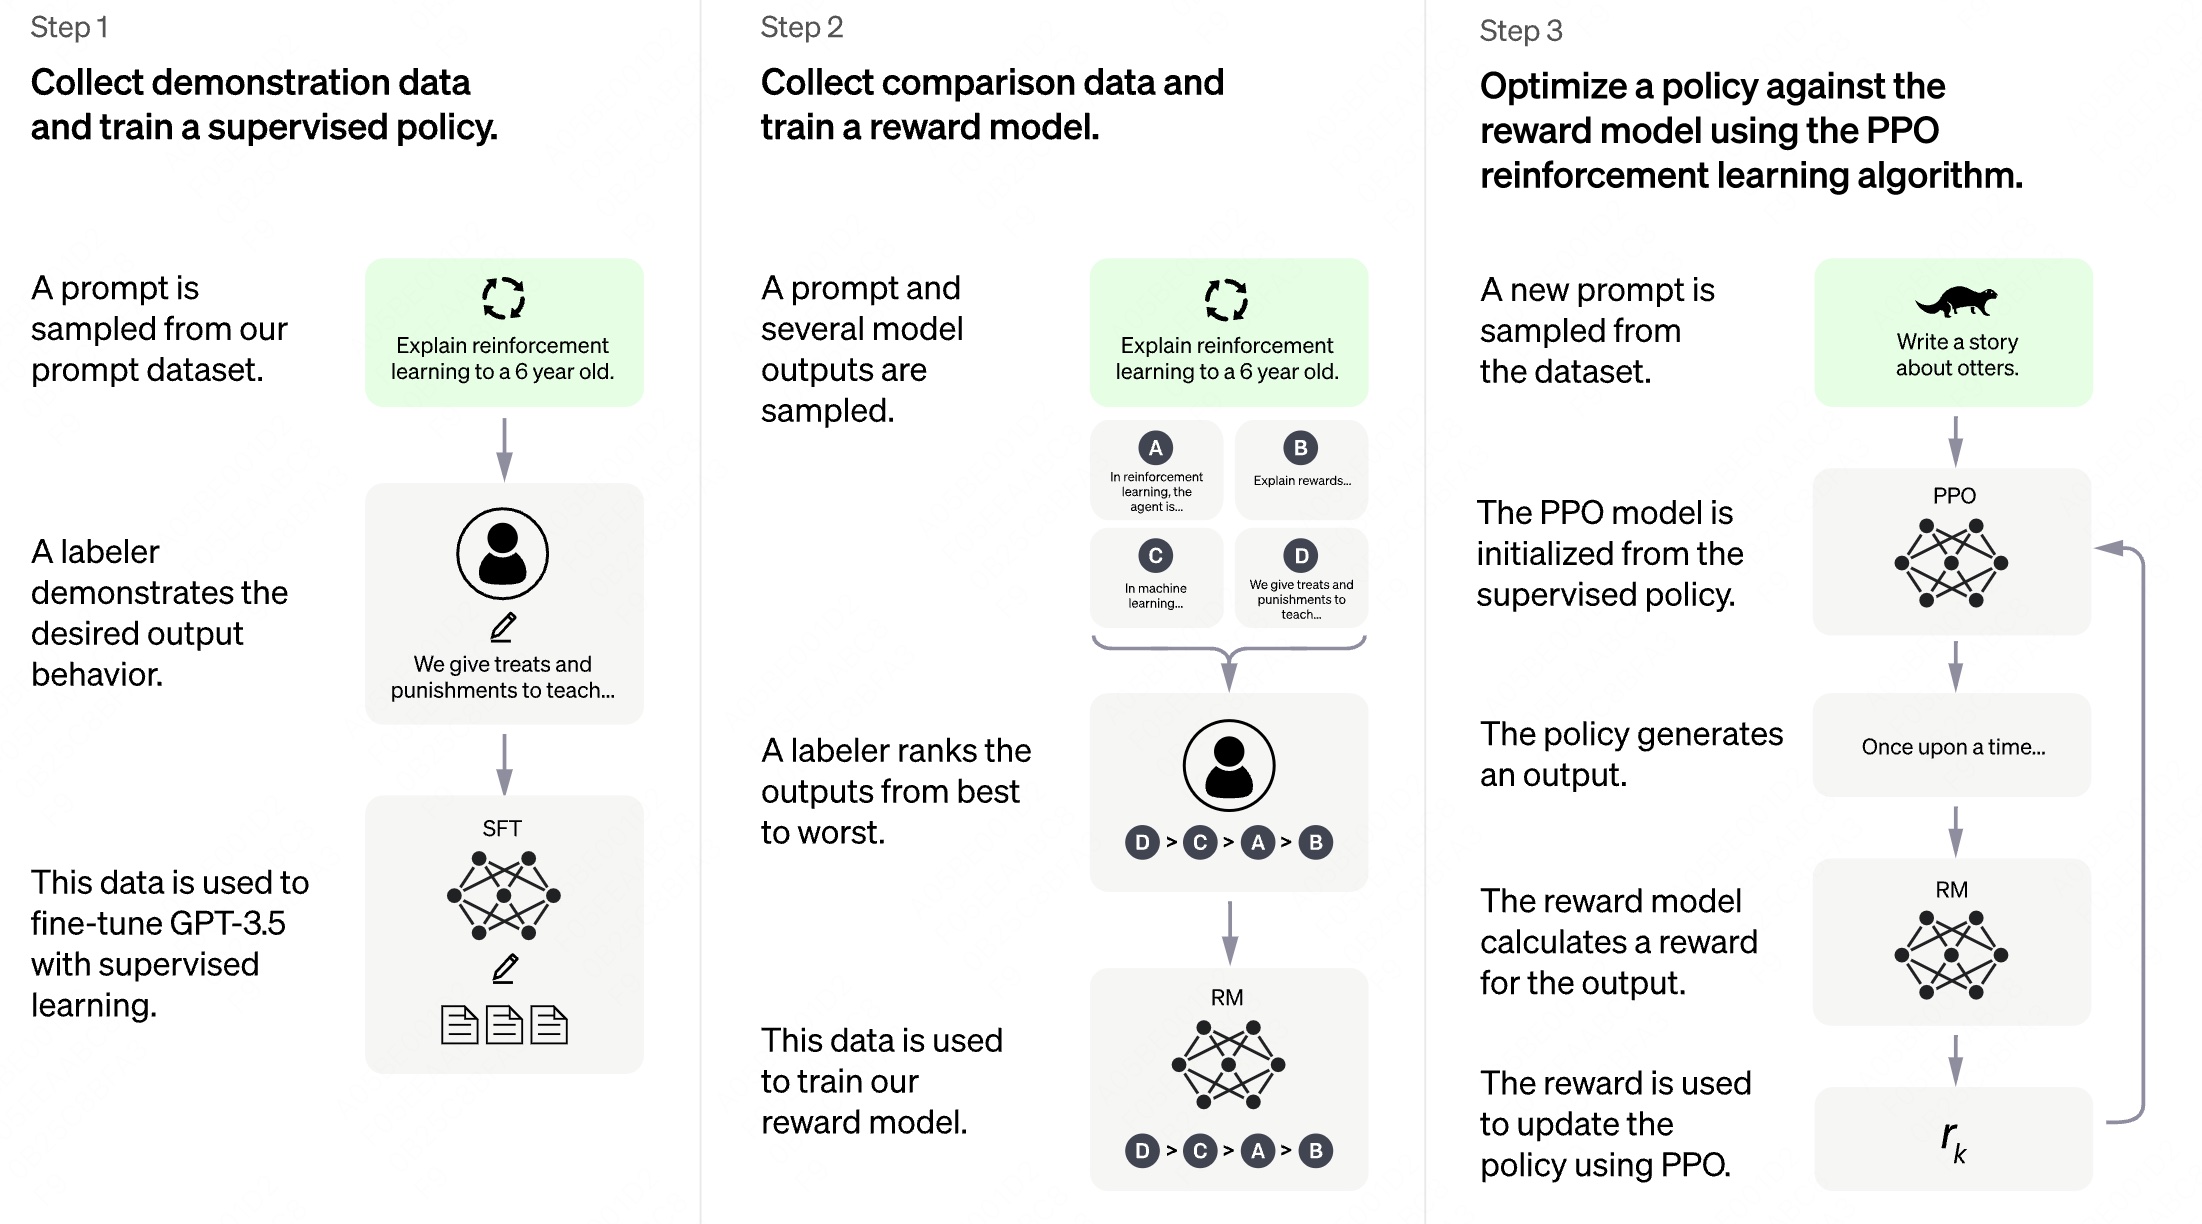 Step 1
Collect demonstration data
and train a supervised policy.
A prompt is
sampled from our
prompt dataset.
Explain reinforcement
learning to a 6 year old.
A labeler
demonstrates the
desired output
behavior.
We give treats and
punishments to teach...
This data is used to
fine-tune GPT-3.5
with supervised
learning.
SFT
Step 2
Collect comparison data and
train a reward model.
A prompt and
several model
outputs are
sampled.
Explain reinforcement
learning to a 6 year old.
A
In reinforcement
learning, the
agent is...
B
Explain rewards...
C
In machine
learning...
D
We give treats and
punishments to
teach...
A labeler ranks the
outputs from best
to worst.
D > C > A > B
This data is used
to train our
reward model.
RM
D > C > A > B
Step 3
Optimize a policy against the
reward model using the PPO
reinforcement learning algorithm.
A new prompt is
sampled from
the dataset.
Write a story
about otters.
The PPO model is
initialized from the
supervised policy.
PPO
The policy generates
an output.
Once upon a time...
The reward model
calculates a reward
for the output.
RM
The reward is used
to update the
policy using PPO.
r_k